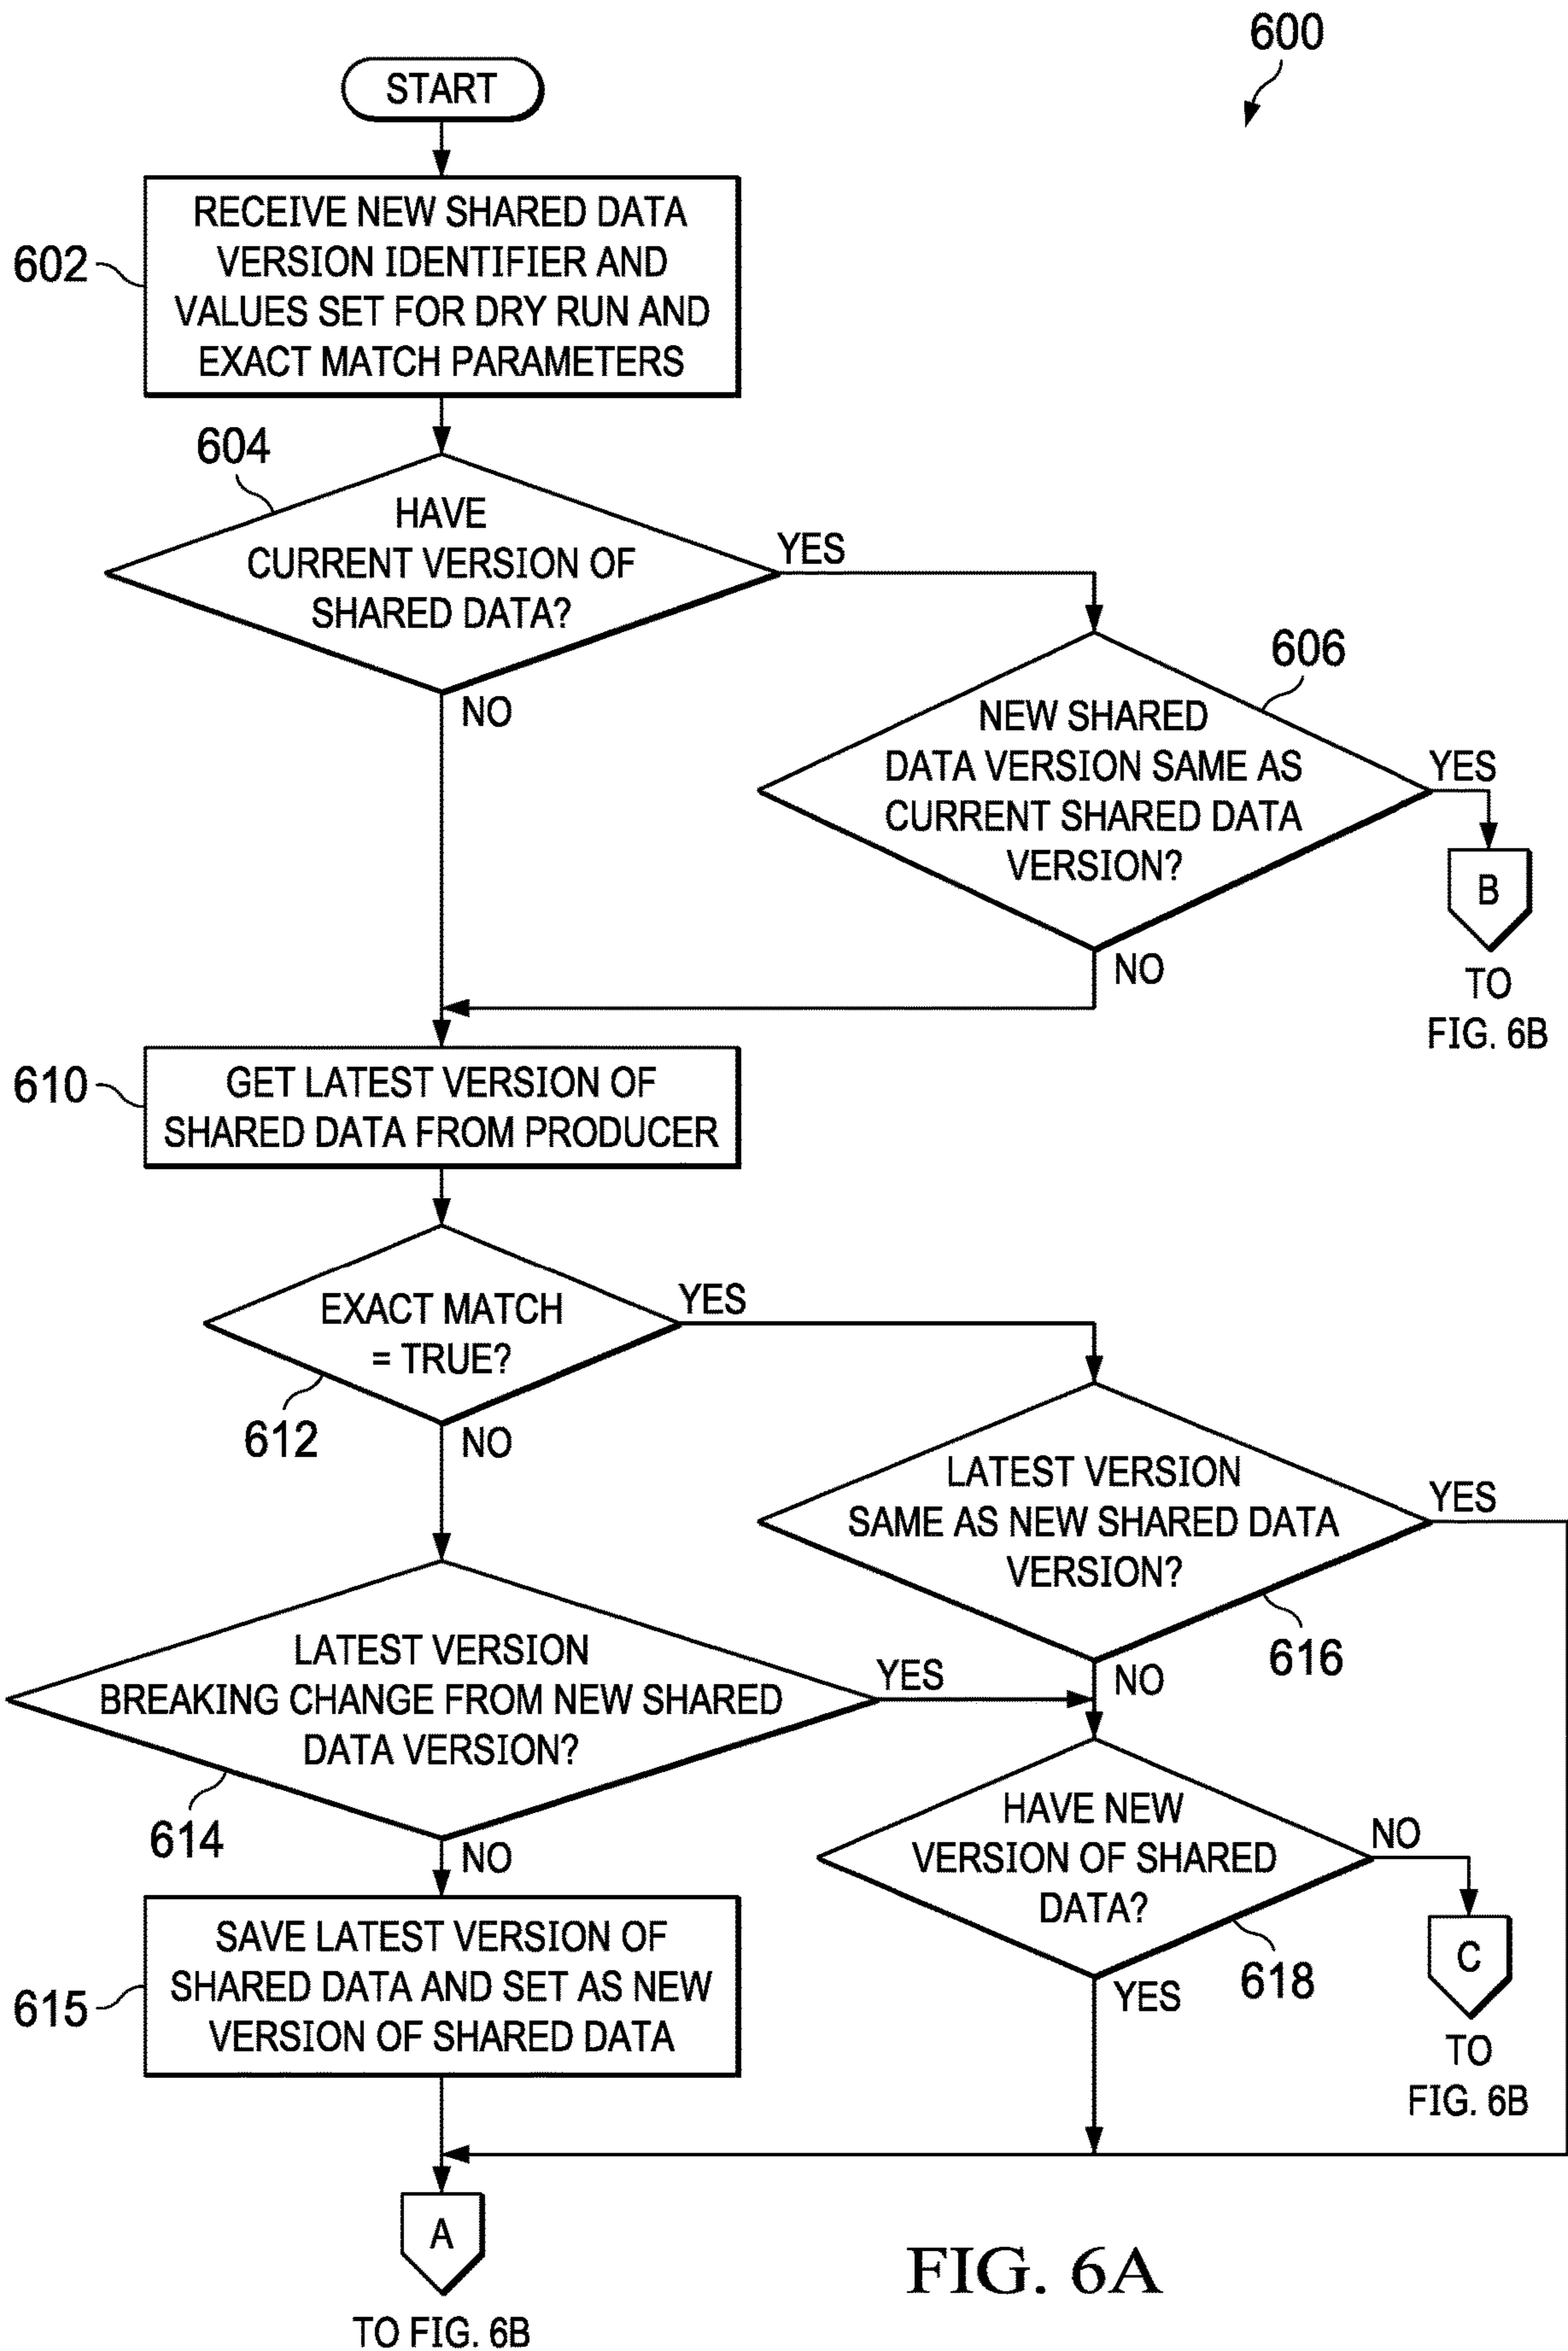 600
START
RECEIVE NEW SHARED DATA
VERSION IDENTIFIER AND
VALUES SET FOR DRY RUN AND
EXACT MATCH PARAMETERS
602
604
HAVE
CURRENT VERSION OF
SHARED DATA?
YES
NO
606
NEW SHARED
DATA VERSION SAME AS
CURRENT SHARED DATA
VERSION?
YES
B
TO
FIG. 6B
NO
610
GET LATEST VERSION OF
SHARED DATA FROM PRODUCER
EXACT MATCH
= TRUE?
YES
612
NO
LATEST VERSION
SAME AS NEW SHARED DATA
VERSION?
YES
616
NO
LATEST VERSION
BREAKING CHANGE FROM NEW SHARED
DATA VERSION?
YES
614
NO
HAVE NEW
VERSION OF SHARED
DATA?
NO
618
YES
C
TO
FIG. 6B
615
SAVE LATEST VERSION OF
SHARED DATA AND SET AS NEW
VERSION OF SHARED DATA
A
TO FIG. 6B
FIG. 6A